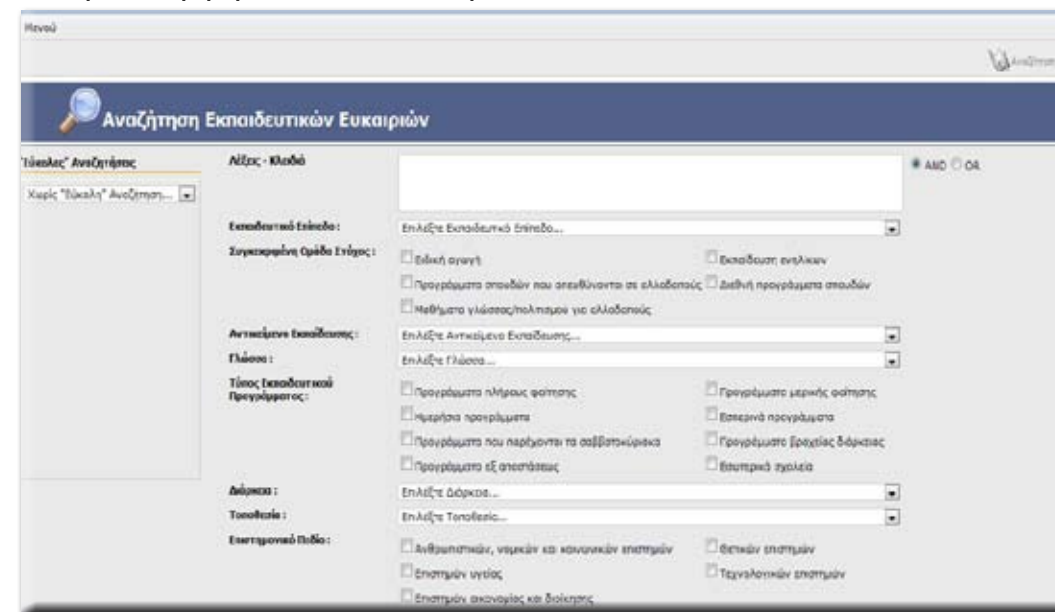 Μενού
Αναζήτηση
Αναζήτηση Εκπαιδευτικών Ευκαιριών
"Εύκολες" Αναζητήσεις
Χωρίς "Εύκολη" Αναζήτηση...
Λέξεις - Κλειδιά
AND OR
Εκπαιδευτικό Επίπεδο :
Επιλέξτε Εκπαιδευτικό Επίπεδο...
Συγκεκριμένη Ομάδα Στόχος :
Ειδική αγωγή
Εκπαίδευση ενηλίκων
Προγράμματα σπουδών που απευθύνονται σε αλλοδαπούς
Διεθνή προγράμματα σπουδών
Μαθήματα γλώσσας/πολιτισμού για αλλοδαπούς
Αντικείμενο Εκπαίδευσης :
Επιλέξτε Αντικείμενο Εκπαίδευσης...
Γλώσσα :
Επιλέξτε Γλώσσα...
Τύπος Εκπαιδευτικού
Προγράμματος :
Προγράμματα πλήρους φοίτησης
Προγράμματα μερικής φοίτησης
Ημερήσια προγράμματα
Εσπερινά προγράμματα
Προγράμματα που παρέχονται τα σαββατοκύριακα
Προγράμματα βραχείας διάρκειας
Προγράμματα εξ αποστάσεως
Εσωτερικά σχολεία
Διάρκεια :
Επιλέξτε Διάρκεια...
Τοποθεσία :
Επιλέξτε Τοποθεσία...
Επιστημονικό Πεδίο :
Ανθρωπιστικών, νομικών και κοινωνικών επιστημών
Θετικών επιστημών
Επιστημών υγείας
Τεχνολογικών επιστημών
Επιστημών οικονομίας και διοίκησης